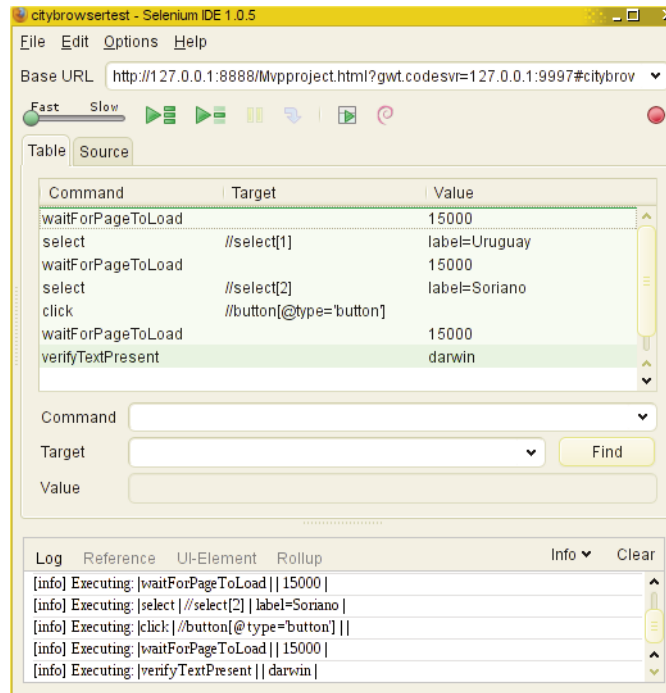 citybrowsertest - Selenium IDE 1.0.5
File Edit Options Help
Base URL http://127.0.0.1:8888/Mvpproject.html?gwt.codesvr=127.0.0.1:9997#citybrov
Fast Slow
Table Source
Command Target Value
waitForPageToLoad 15000
select //select[1] label=Uruguay
waitForPageToLoad 15000
select //select[2] label=Soriano
click //button[@type='button']
waitForPageToLoad 15000
verifyTextPresent darwin
Command
Target Find
Value
Log Reference UI-Element Rollup Info Clear
[info] Executing: |waitForPageToLoad | | 15000 |
[info] Executing: |select | //select[2] | label=Soriano |
[info] Executing: |click | //button[@type='button'] | |
[info] Executing: |waitForPageToLoad | | 15000 |
[info] Executing: |verifyTextPresent | | darwin |